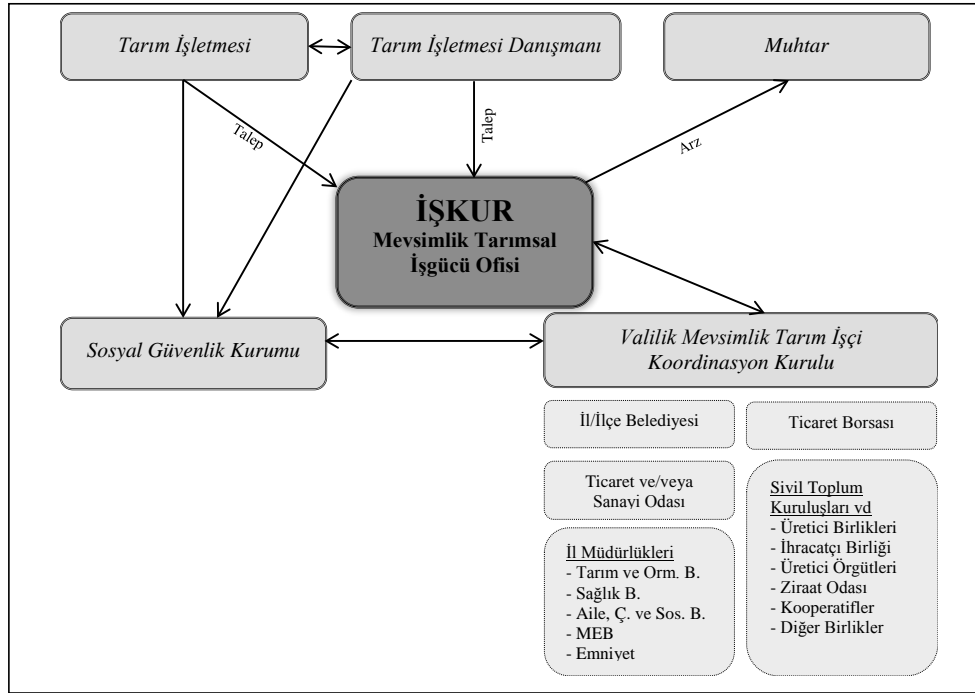 Tarım İşletmesi
Tarım İşletmesi Danışmanı
Muhtar
Talep
Talep
Arz
İŞKUR
Mevsimlik Tarımsal
İşgücü Ofisi
Sosyal Güvenlik Kurumu
Valilik Mevsimlik Tarım İşçi
Koordinasyon Kurulu
İl/İlçe Belediyesi
Ticaret Borsası
Ticaret ve/veya
Sanayi Odası
Sivil Toplum
Kuruluşları vd
- Üretici Birlikleri
- İhracatçı Birliği
- Üretici Örgütleri
- Ziraat Odası
- Kooperatifler
- Diğer Birlikler
İl Müdürlükleri
- Tarım ve Orm. B.
- Sağlık B.
- Aile, Ç. ve Sos. B.
- MEB
- Emniyet